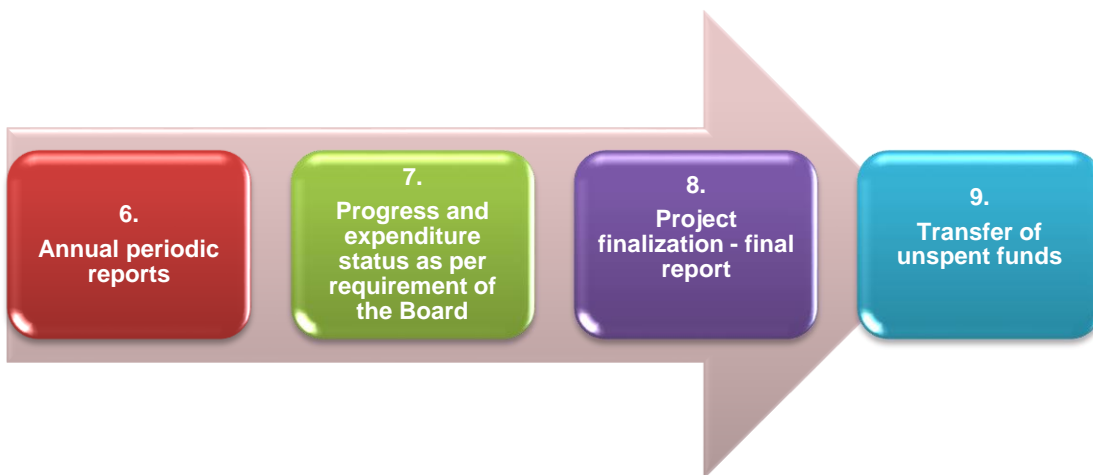 6.
Annual periodic
reports
7.
Progress and
expenditure
status as per
requirement of
the Board
8.
Project
finalization - final
report
9.
Transfer of
unspent funds